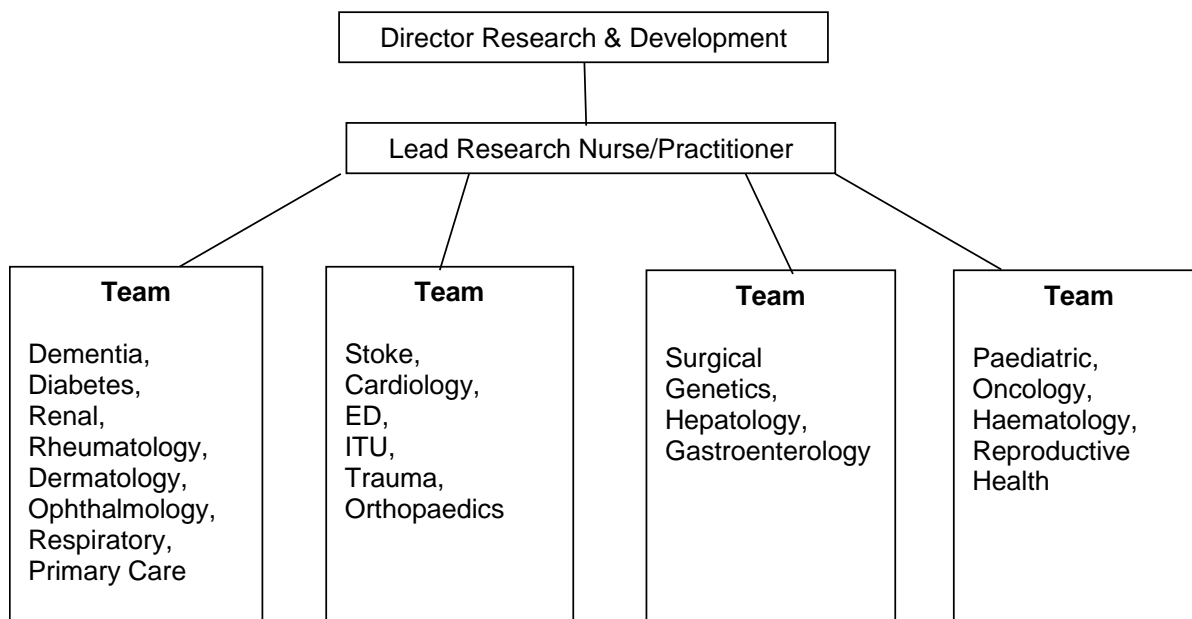 Director Research & Development
Lead Research Nurse/Practitioner
Team
Dementia,
Diabetes,
Renal,
Rheumatology,
Dermatology,
Ophthalmology,
Respiratory,
Primary Care
Team
Stoke,
Cardiology,
ED,
ITU,
Trauma,
Orthopaedics
Team
Surgical
Genetics,
Hepatology,
Gastroenterology
Team
Paediatric,
Oncology,
Haematology,
Reproductive
Health